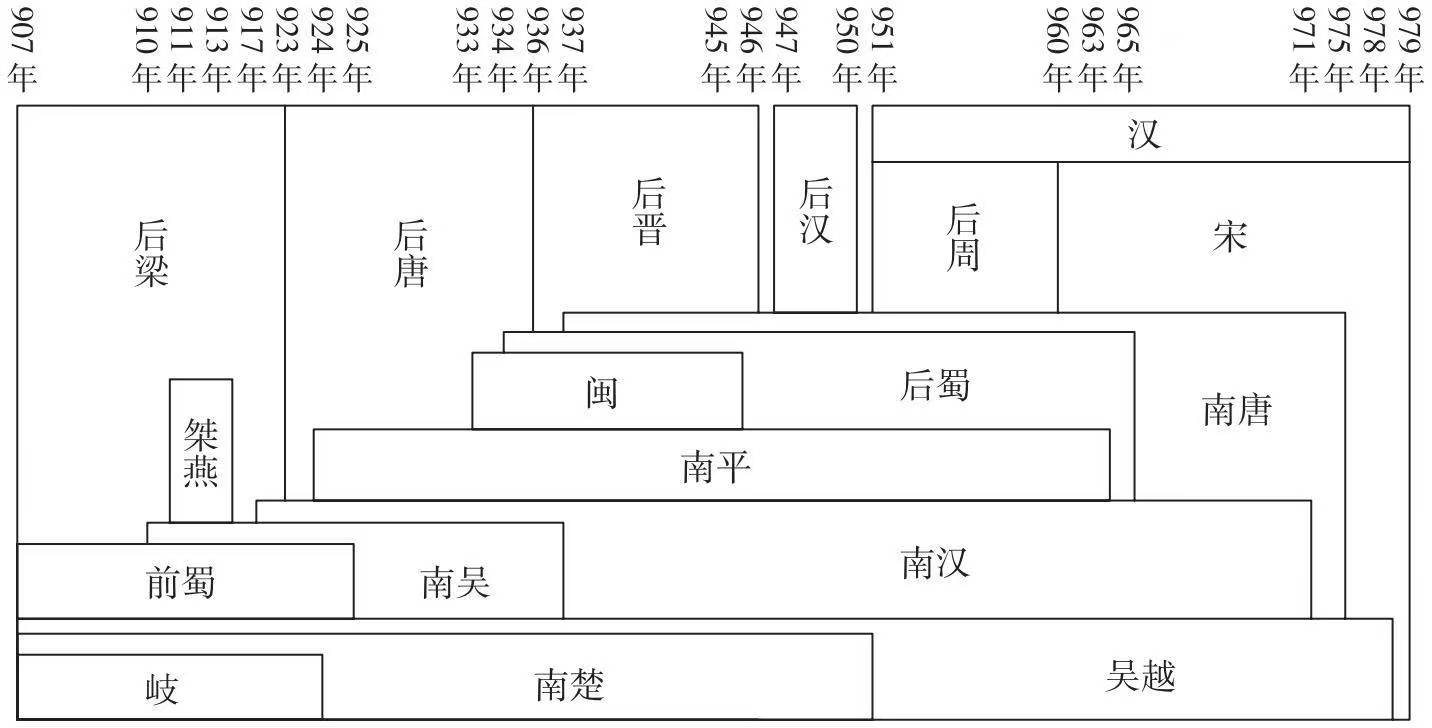 907年
910年
911年
913年
917年
923年
924年
925年
933年
934年
936年
937年
945年
946年
947年
950年
951年
960年
963年
965年
971年
975年
978年
979年
汉
后梁
后唐
后晋
后汉
后周
宋
闽
后蜀
南唐
桀燕
南平
前蜀
南吴
南汉
岐
南楚
吴越